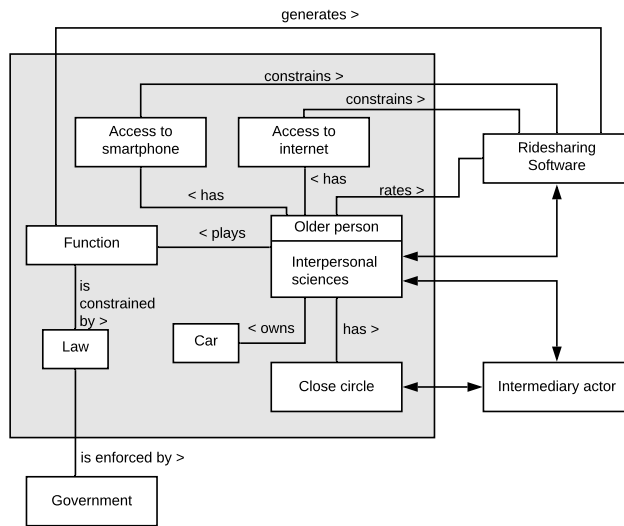 generates >
constrains >
constrains >
Access to
smartphone
Access to
internet
Ridesharing
Software
< has
< has
rates >
Function
< plays
Older person
Interpersonal
sciences
is
constrained
by >
Law
Car
< owns
has >
Close circle
Intermediary actor
is enforced by >
Government